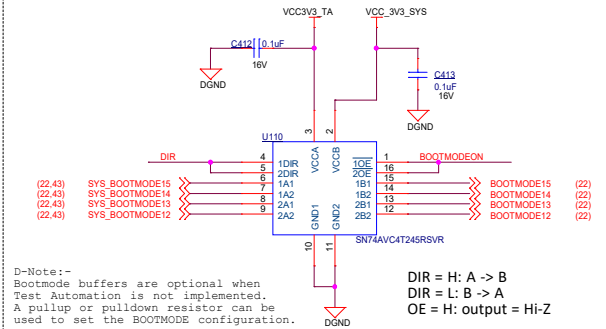 VCC3V3_TA
VCC_3V3_SYS
C412
0.1uF
16V
DGND
C413
0.1uF
16V
DGND
U110
3
2
VCCA
VCCB
DIR
4
5
1DIR
2DIR
1OE
2OE
1
16
BOOTMODEON
(22,43) SYS_BOOTMODE15 6 1A1 1B1 15 BOOTMODE15 (22)
(22,43) SYS_BOOTMODE14 7 1A2 1B2 14 BOOTMODE14 (22)
(22,43) SYS_BOOTMODE13 8 2A1 2B1 13 BOOTMODE13 (22)
(22,43) SYS_BOOTMODE12 9 2A2 2B2 12 BOOTMODE12 (22)
GND1
GND2
SN74AVC4T245RSVR
10
11
DGND
D-Note:-
Bootmode buffers are optional when
Test Automation is not implemented.
A pullup or pulldown resistor can be
used to set the BOOTMODE configuration.
DIR = H: A -> B
DIR = L: B -> A
OE = H: output = Hi-Z